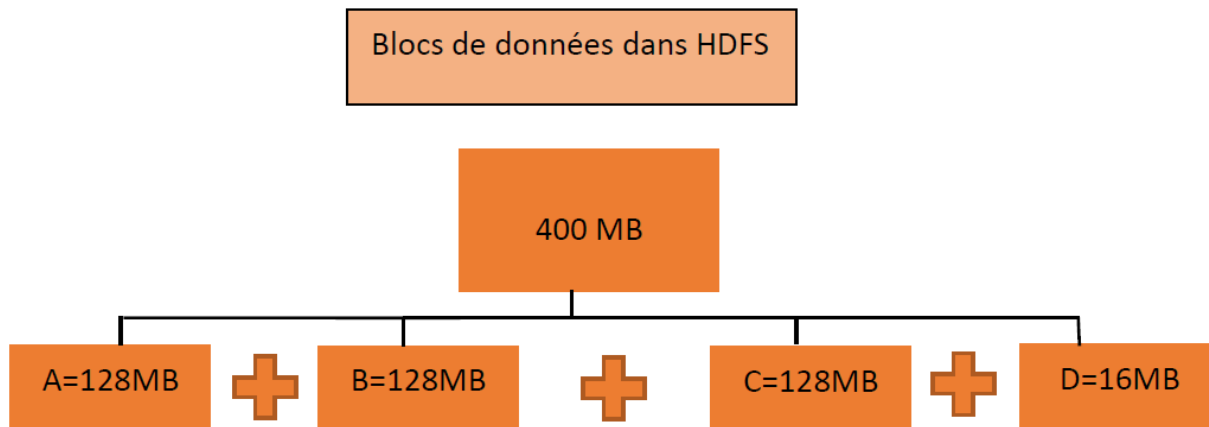 Blocs de données dans HDFS
400 MB
A=128MB
B=128MB
C=128MB
D=16MB